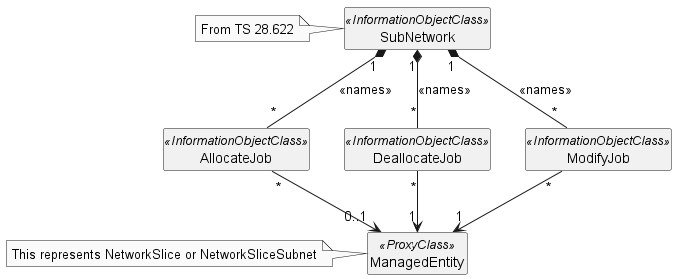 «InformationObjectClass»
From TS 28.622
SubNetwork
1
1
1
«names»
«names»
«names»
*
*
*
«InformationObjectClass»
«InformationObjectClass»
«InformationObjectClass»
AllocateJob
DeallocateJob
ModifyJob
*
*
*
0..1
1
1
«ProxyClass»
This represents NetworkSlice or NetworkSliceSubnet
ManagedEntity